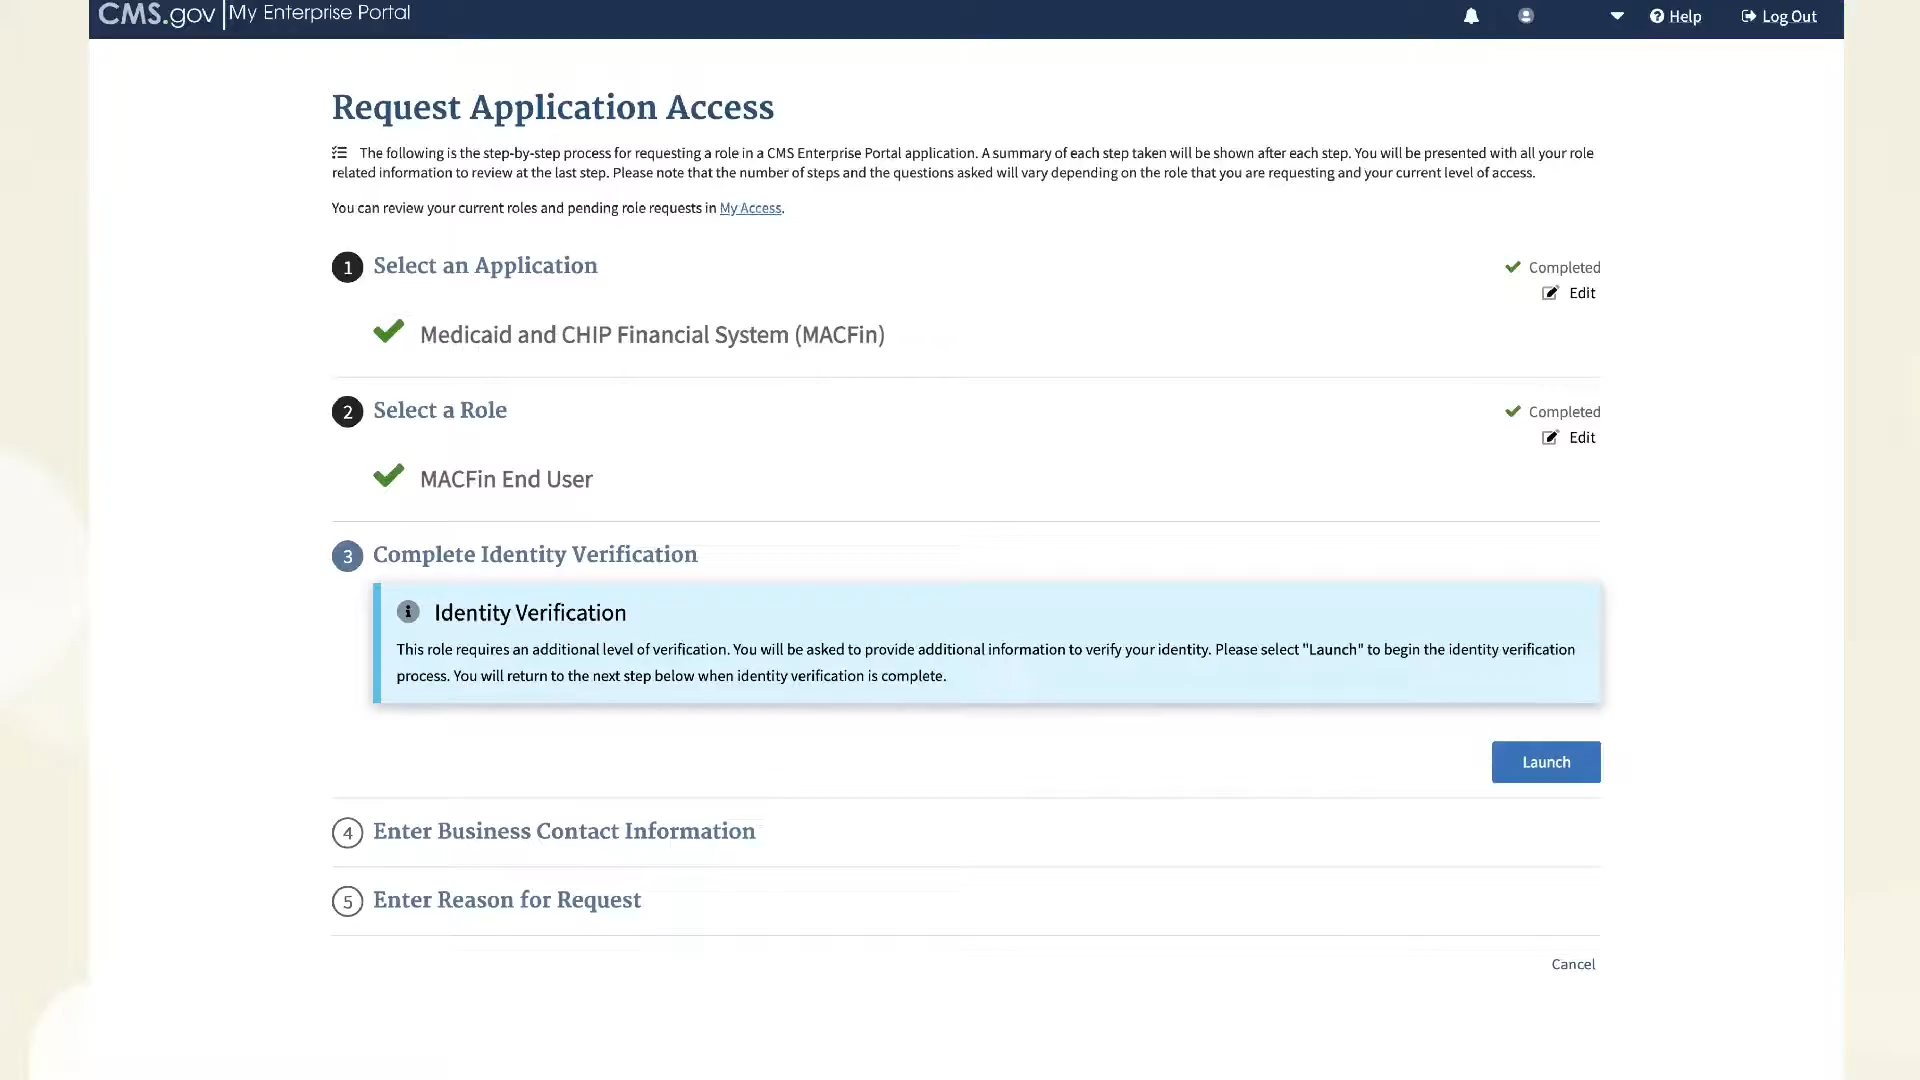 CMS.gov My Enterprise Portal
Help
Log Out
Request Application Access
The following is the step-by-step process for requesting a role in a CMS Enterprise Portal application. A summary of each step taken will be shown after each step. You will be presented with all your role
related information to review at the last step. Please note that the number of steps and the questions asked will vary depending on the role that you are requesting and your current level of access.
You can review your current roles and pending role requests in My Access.
1 Select an Application
Completed
Edit
Medicaid and CHIP Financial System (MACFin)
2 Select a Role
Completed
Edit
MACFin End User
3 Complete Identity Verification
Identity Verification
This role requires an additional level of verification. You will be asked to provide additional information to verify your identity. Please select "Launch" to begin the identity verification
process. You will return to the next step below when identity verification is complete.
Launch
4 Enter Business Contact Information
5 Enter Reason for Request
Cancel